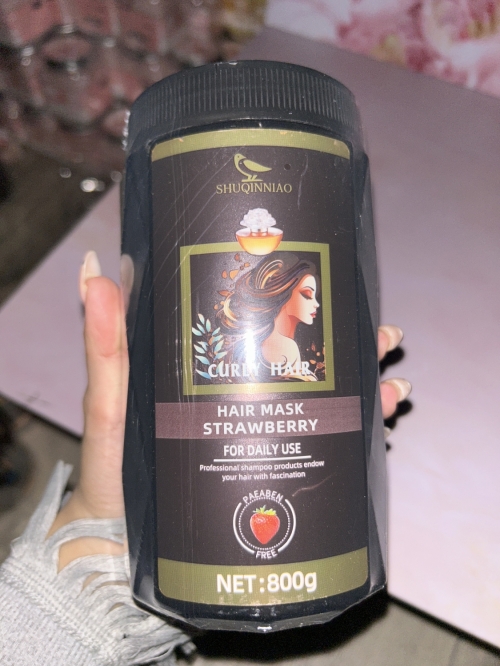 SHUQINNIAO
CURLY HAIR
HAIR MASK
STRAWBERRY
FOR DAILY USE
Professional shampoo products endow
your hair with fascination
PAEABEN
FREE
NET:800g